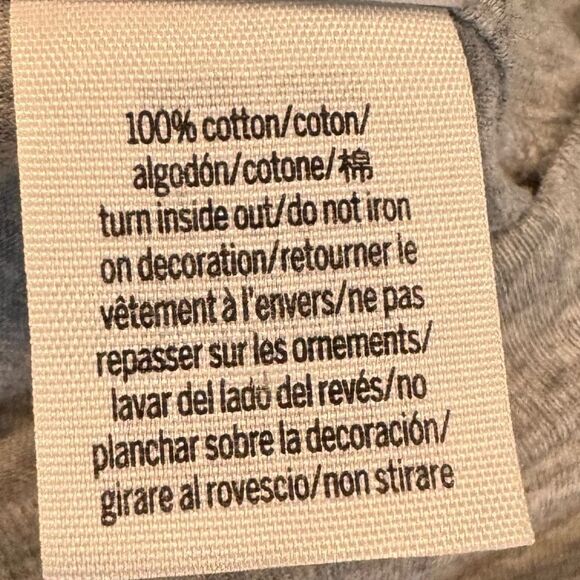 100% cotton/coton/
algodón/cotone/棉
turn inside out/do not iron
on decoration/retourner le
vêtement à l'envers/ne pas
repasser sur les ornements/
lavar del lado del revés/no
planchar sobre la decoración/
girare al rovescio/non stirare